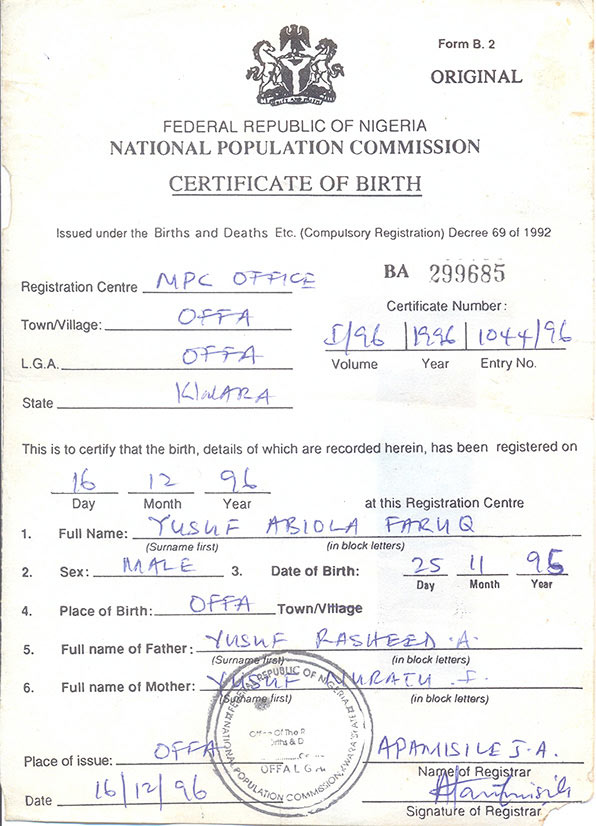 Form B. 2
ORIGINAL
FEDERAL REPUBLIC OF NIGERIA
NATIONAL POPULATION COMMISSION
CERTIFICATE OF BIRTH
Issued under the Births and Deaths Etc. (Compulsory Registration) Decree 69 of 1992
Registration Centre MPC OFFICE
BA 299685
Town/Village: OFFA
Certificate Number:
L.G.A. OFFA
I/96 1996 1044/96
Volume Year Entry No.
State KWARA
This is to certify that the birth, details of which are recorded herein, has been registered on
16 12 96
Day Month Year at this Registration Centre
1. Full Name: YUSUF ABIOLA FARUQ
(Surname first) (in block letters)
2. Sex: MALE 3. Date of Birth: 25 11
Day Month Year
4. Place of Birth: OFFA Town/Village
5. Full name of Father: YUSUF RASHEED .A.
(Surname first) (in block letters)
6. Full name of Mother: YUSUF NURATU .I.
(Surname first) (in block letters)
FEDERAL REPUBLIC OF NIGERIA
Office Of The
Births & D
OFFA L G A
NATIONAL POPULATION COMMISSION, KWARA STATE
Place of issue: OFFA
APAMISILE J.A.
Name of Registrar
Date 16/12/96
Signature of Registrar